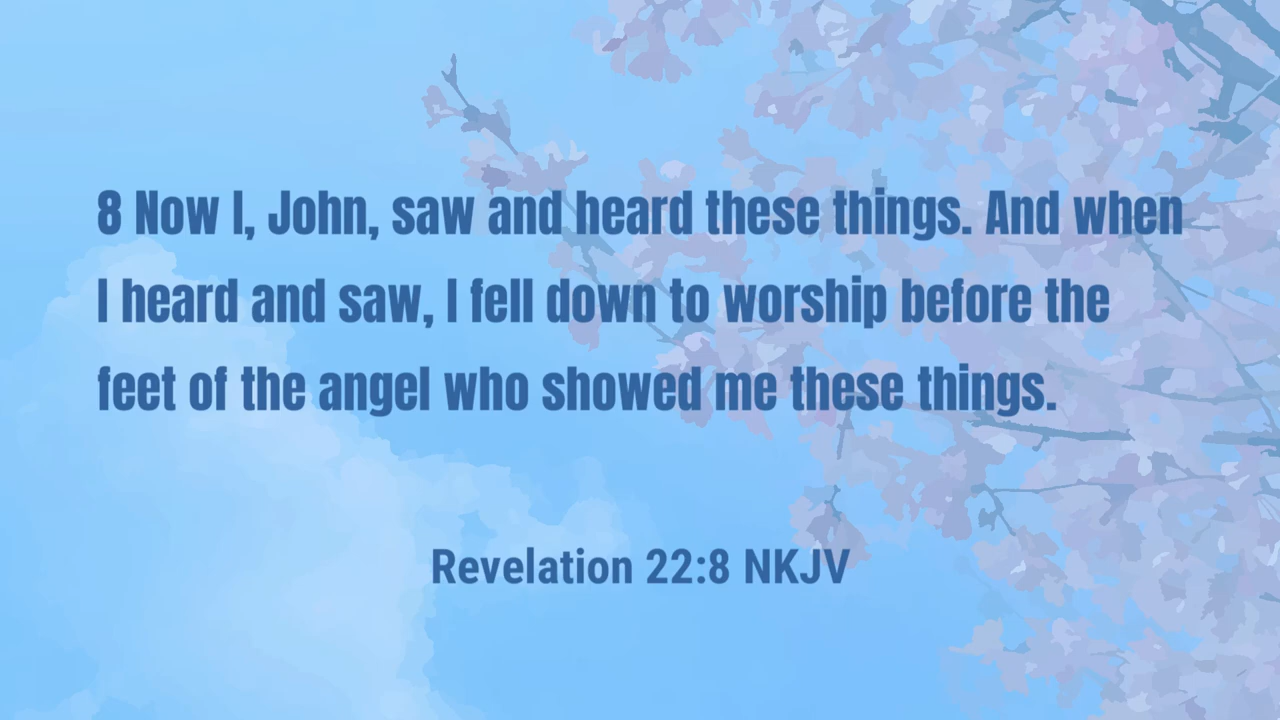 8 Now I, John, saw and heard these things. And when
I heard and saw, I fell down to worship before the
feet of the angel who showed me these things.
Revelation 22:8 NKJV